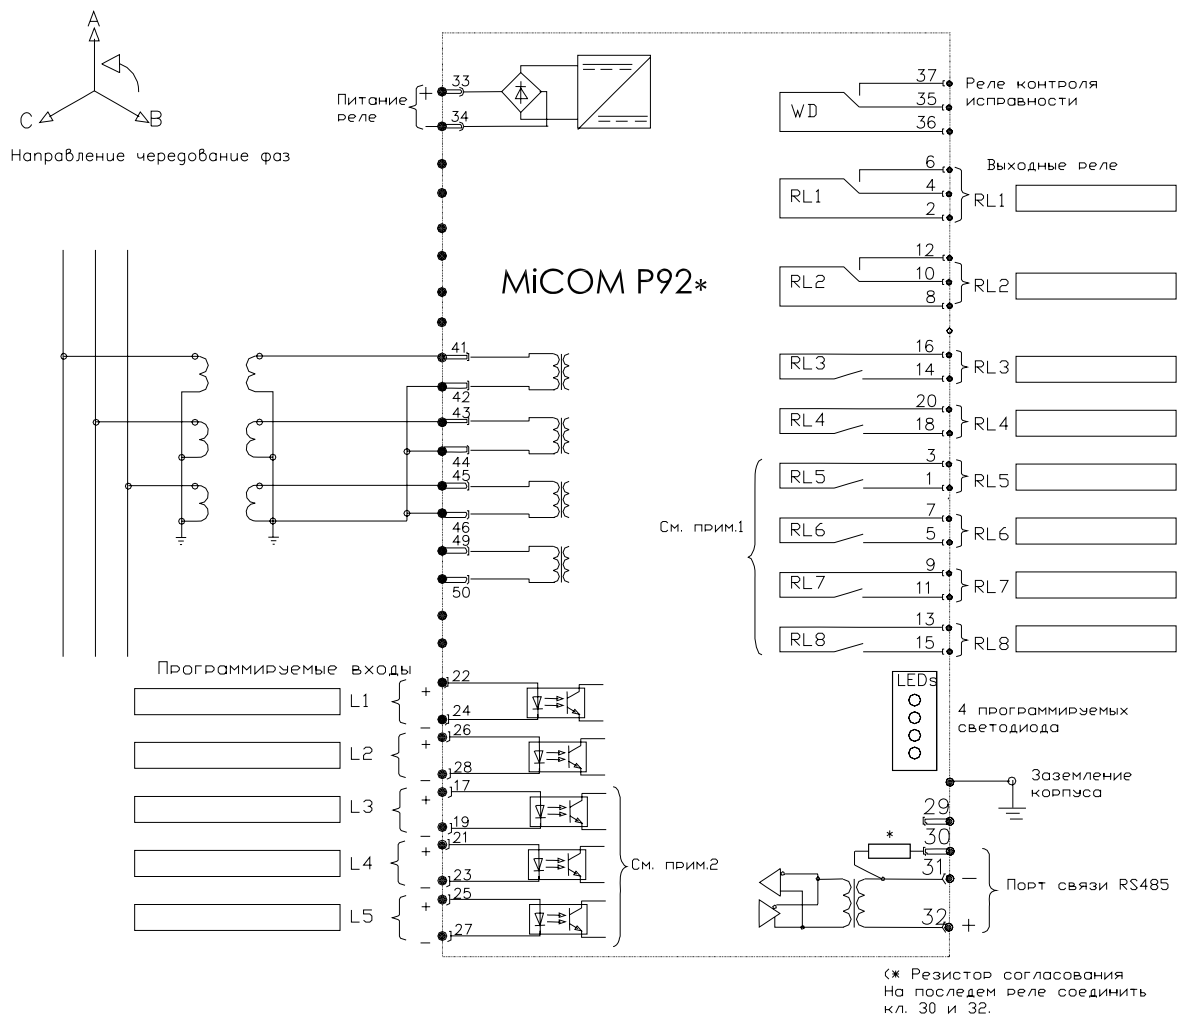 A
C
B
Направление чередование фаз
Питание
реле
+
33
−
34
MiCOM P92*
WD
37
35
36
Реле контроля
исправности
Выходные реле
RL1
6
4
2
RL1
RL2
12
10
8
RL2
RL3
16
14
RL3
RL4
20
18
RL4
RL5
3
1
RL5
RL6
7
5
RL6
RL7
9
11
RL7
RL8
13
15
RL8
См. прим.1
41
42
43
44
45
46
49
50
Программируемые входы
L1
+
22
−
24
L2
+
26
−
28
L3
+
17
−
19
L4
+
21
−
23
L5
+
25
−
27
См. прим.2
LEDs
4 программируемых
светодиода
Заземление
корпуса
29
*
30
31
−
32
+
Порт связи RS485
(* Резистор согласования
На последем реле соединить
кл. 30 и 32.